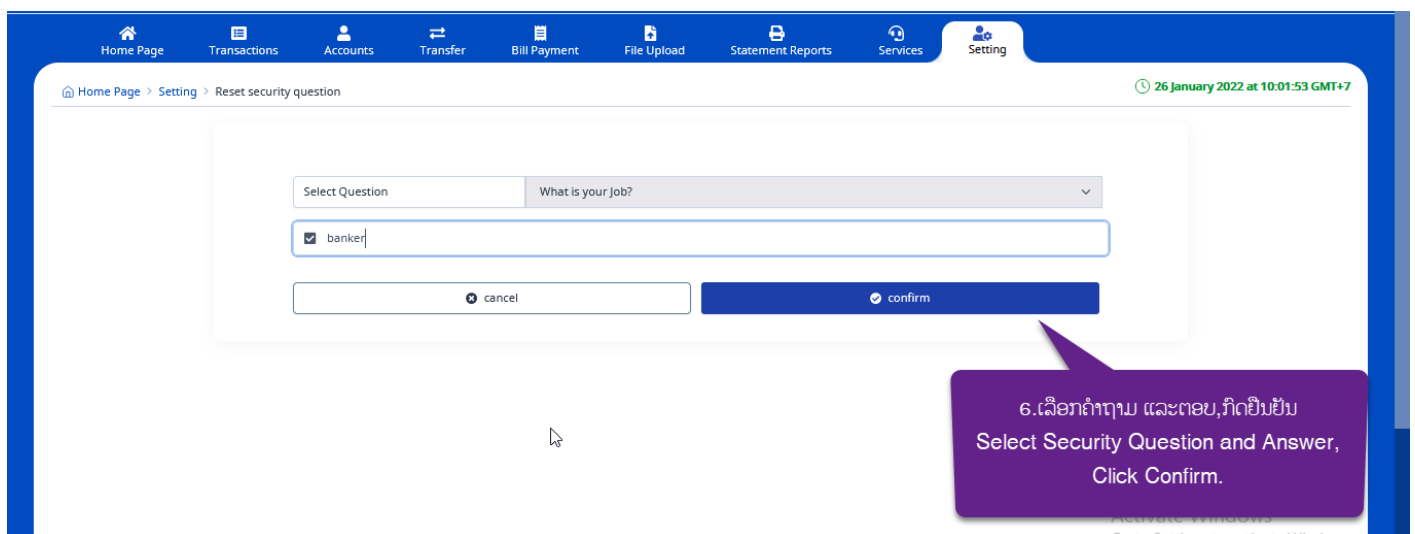 Home Page Transactions Accounts Transfer Bill Payment File Upload Statement Reports Services Setting
Home Page > Setting > Reset security question
26 January 2022 at 10:01:53 GMT+7
Select Question What is your Job?
banker
cancel confirm
6.ເລືອກຄຳຖາມ ແລະຕອບ,ກົດຢືນຢັນ
Select Security Question and Answer,
Click Confirm.
Activate Windows